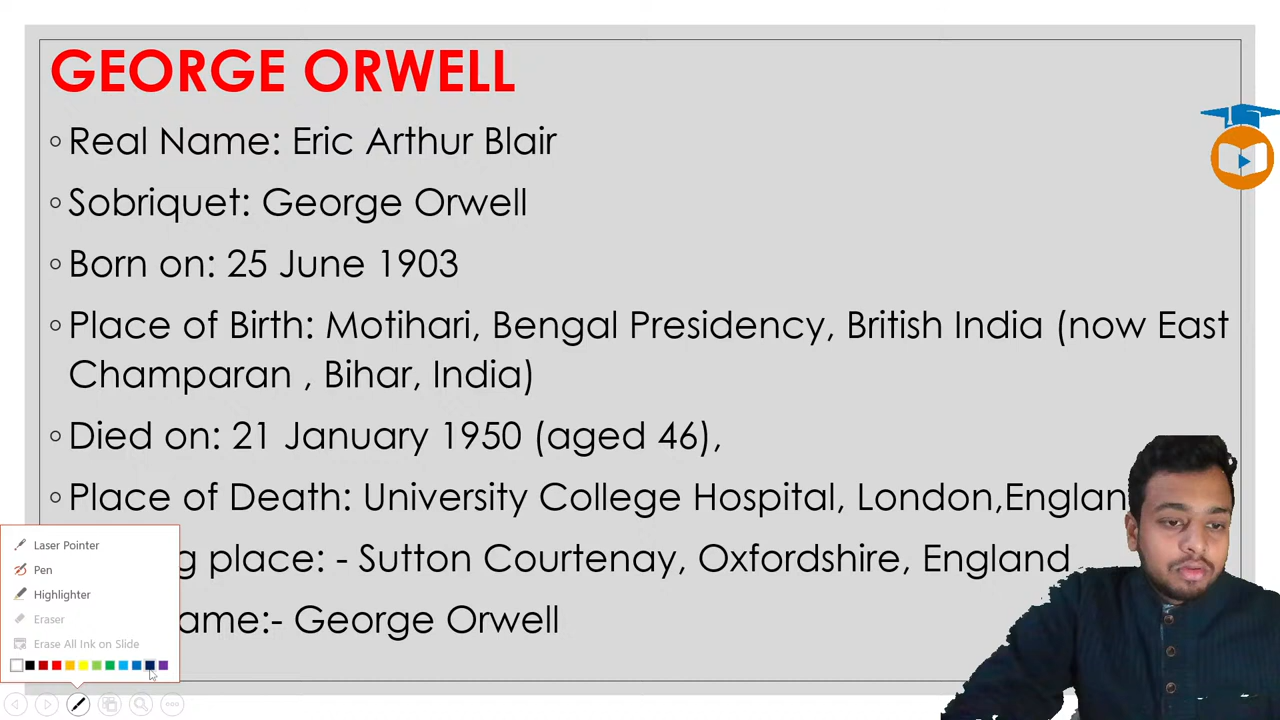 GEORGE ORWELL
Real Name: Eric Arthur Blair
Sobriquet: George Orwell
Born on: 25 June 1903
Place of Birth: Motihari, Bengal Presidency, British India (now East
Champaran , Bihar, India)
Died on: 21 January 1950 (aged 46),
Place of Death: University College Hospital, London,Englan
g place: - Sutton Courtenay, Oxfordshire, England
ame:- George Orwell
Laser Pointer
Pen
Highlighter
Eraser
Erase All Ink on Slide